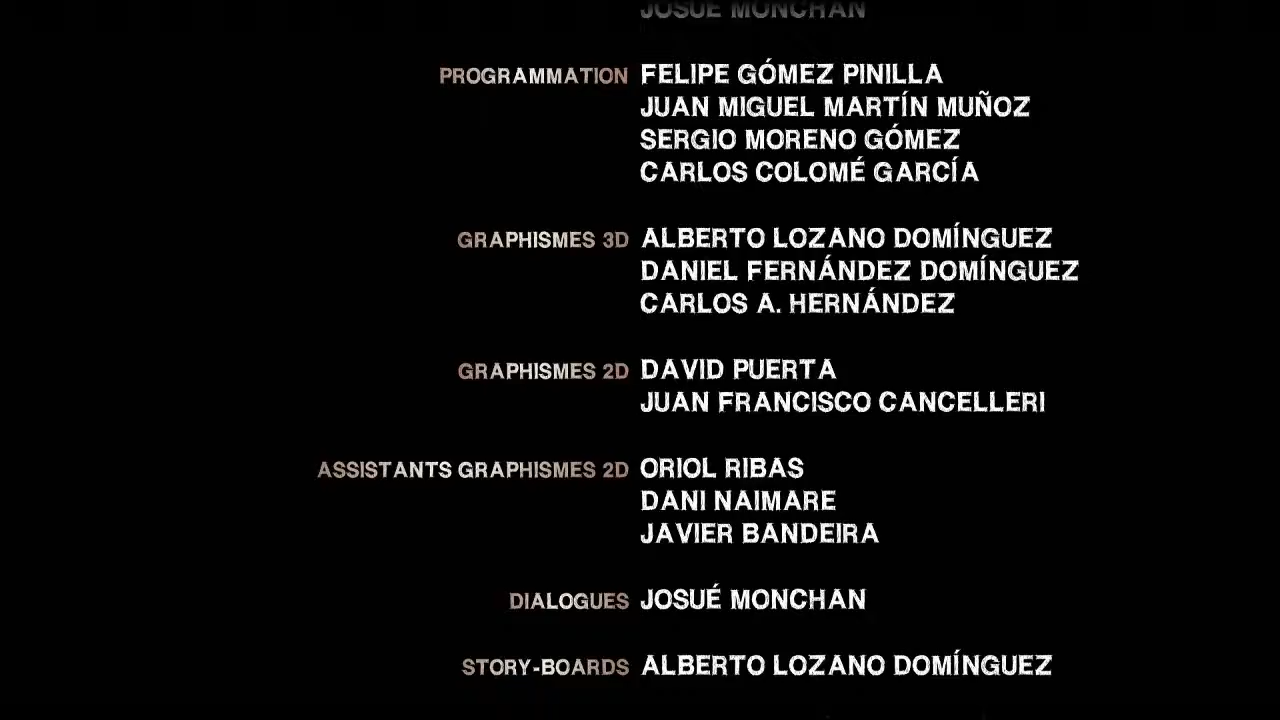 JOSUÉ MONCHAN
PROGRAMMATION FELIPE GÓMEZ PINILLA
JUAN MIGUEL MARTÍN MUÑOZ
SERGIO MORENO GÓMEZ
CARLOS COLOMÉ GARCÍA
GRAPHISMES 3D ALBERTO LOZANO DOMÍNGUEZ
DANIEL FERNÁNDEZ DOMÍNGUEZ
CARLOS A. HERNÁNDEZ
GRAPHISMES 2D DAVID PUERTA
JUAN FRANCISCO CANCELLERI
ASSISTANTS GRAPHISMES 2D ORIOL RIBAS
DANI NAIMARE
JAVIER BANDEIRA
DIALOGUES JOSUÉ MONCHAN
STORY-BOARDS ALBERTO LOZANO DOMÍNGUEZ